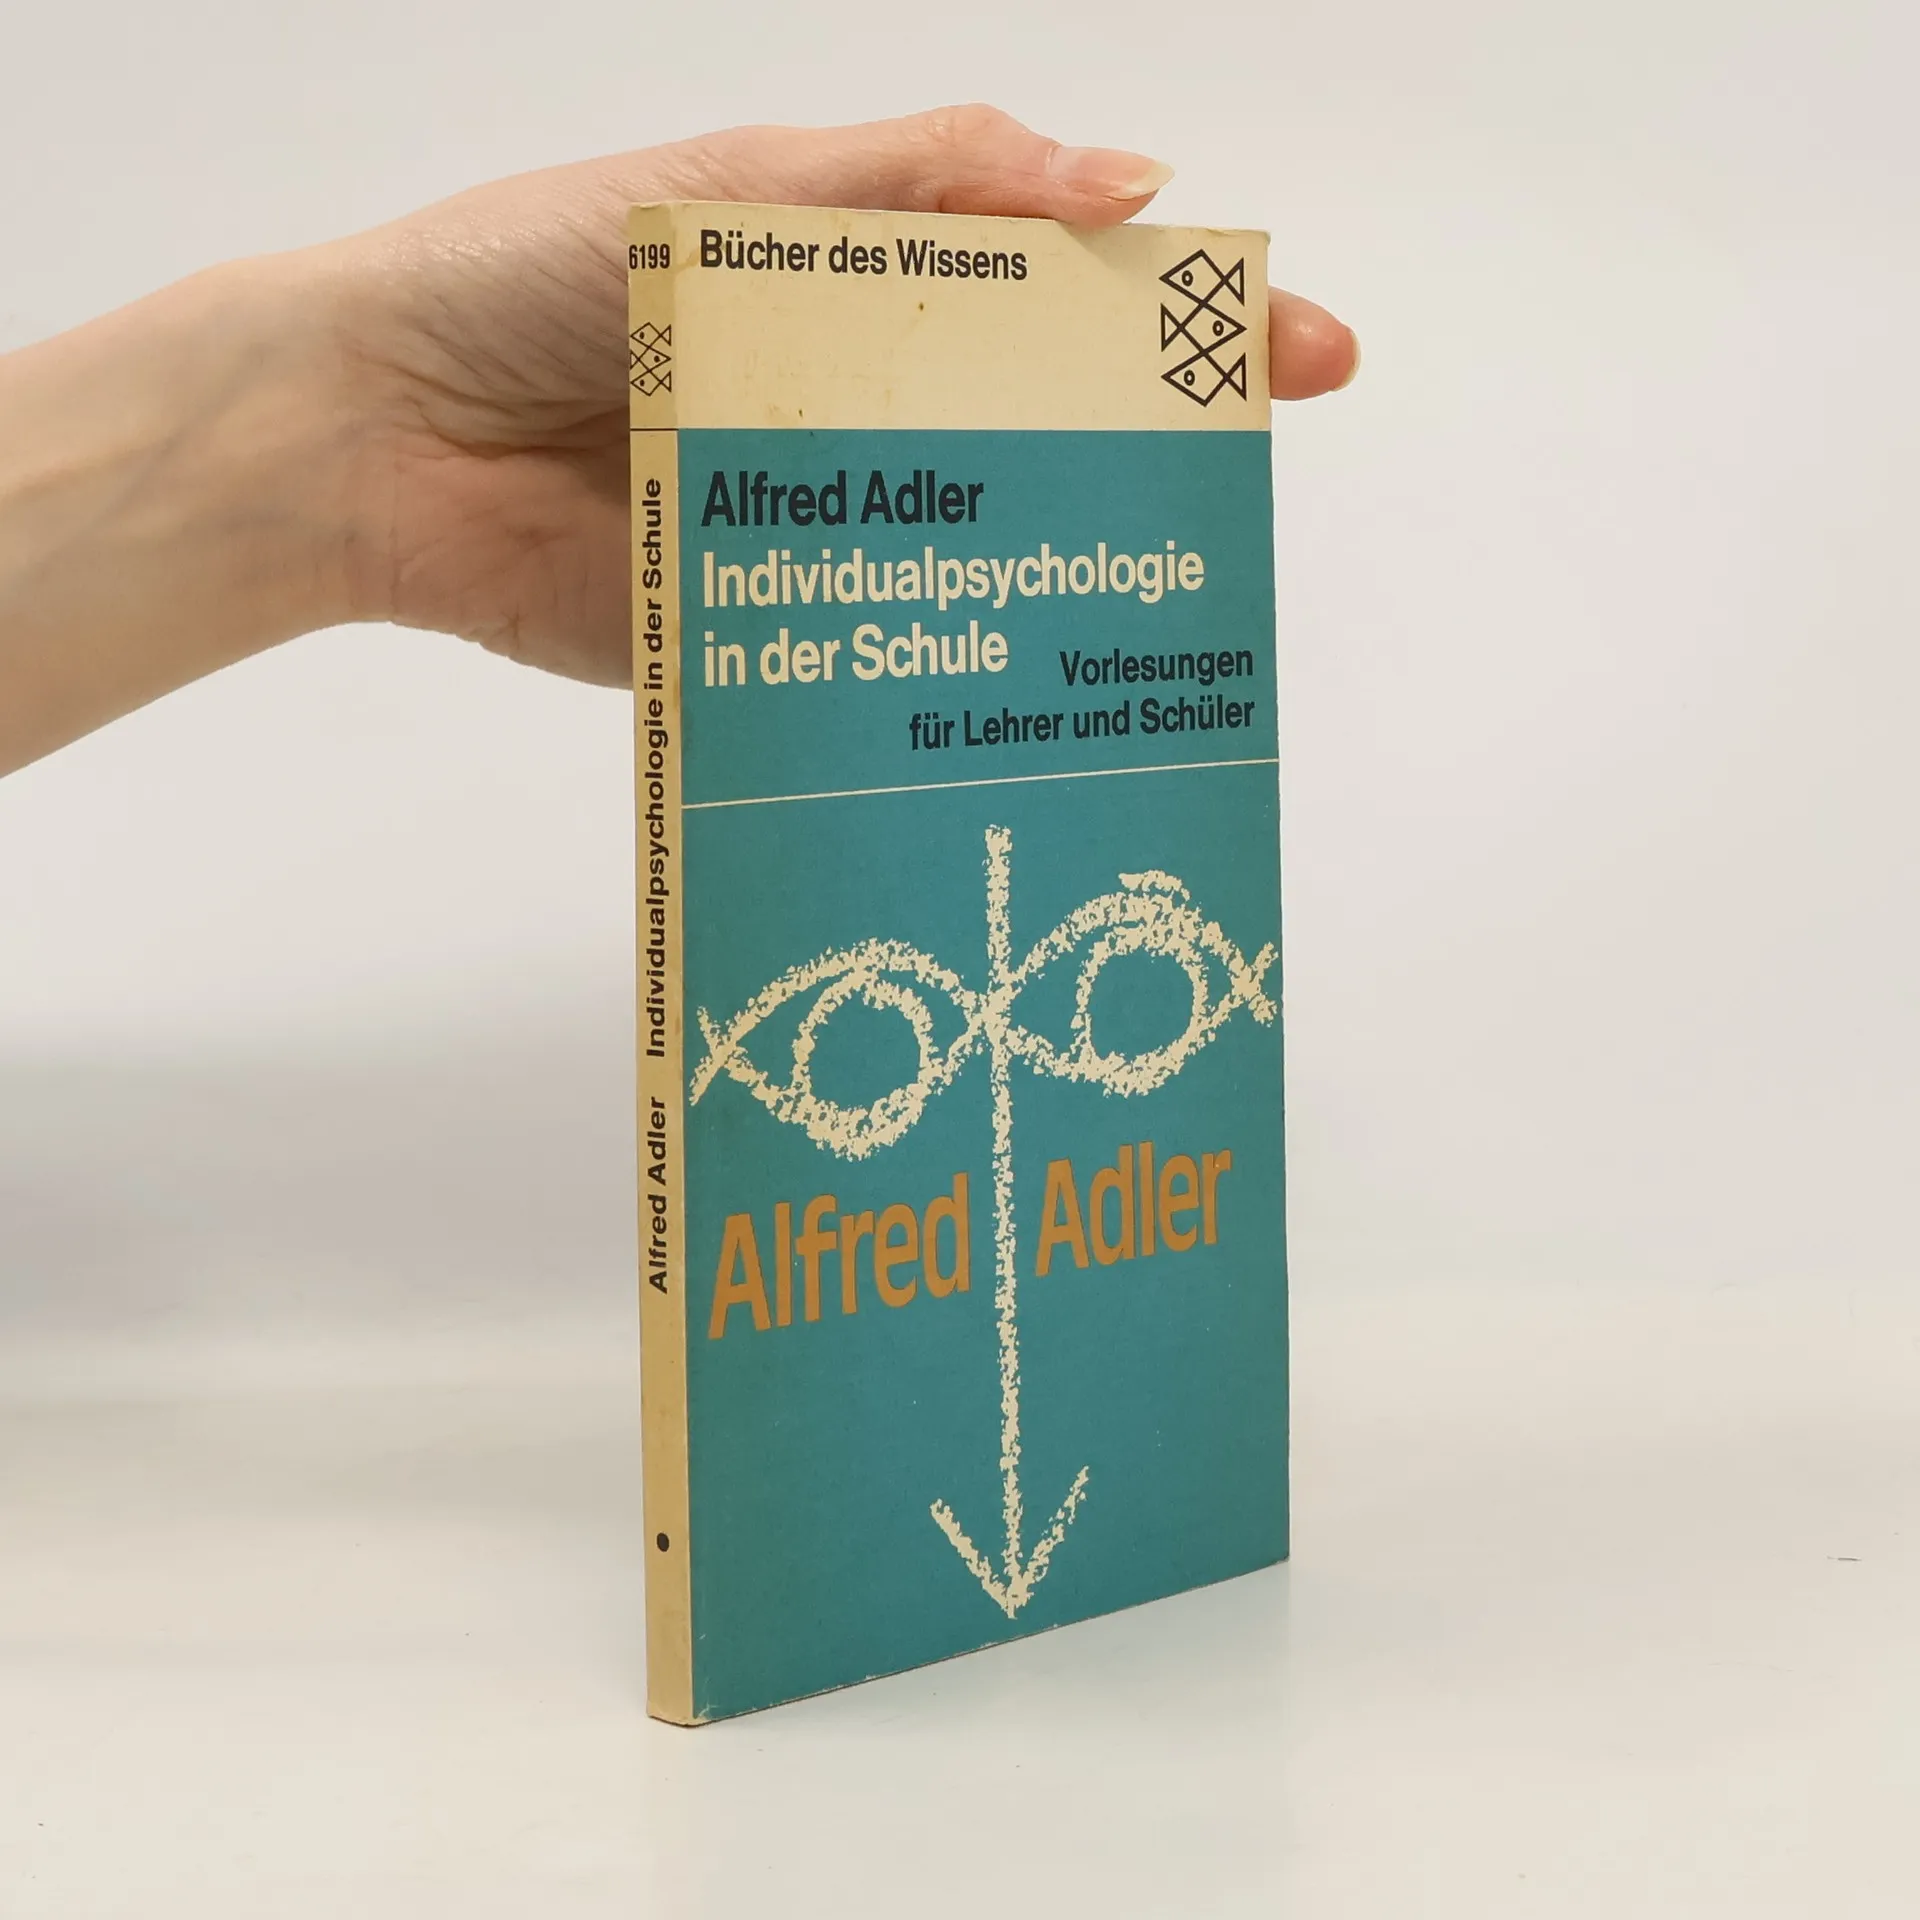 6199
Bücher des Wissens
Alfred Adler
Individualpsychologie
in der Schule
Vorlesungen
für Lehrer und Schüler
Alfred Adler
Alfred Adler Individualpsychologie in der Schule